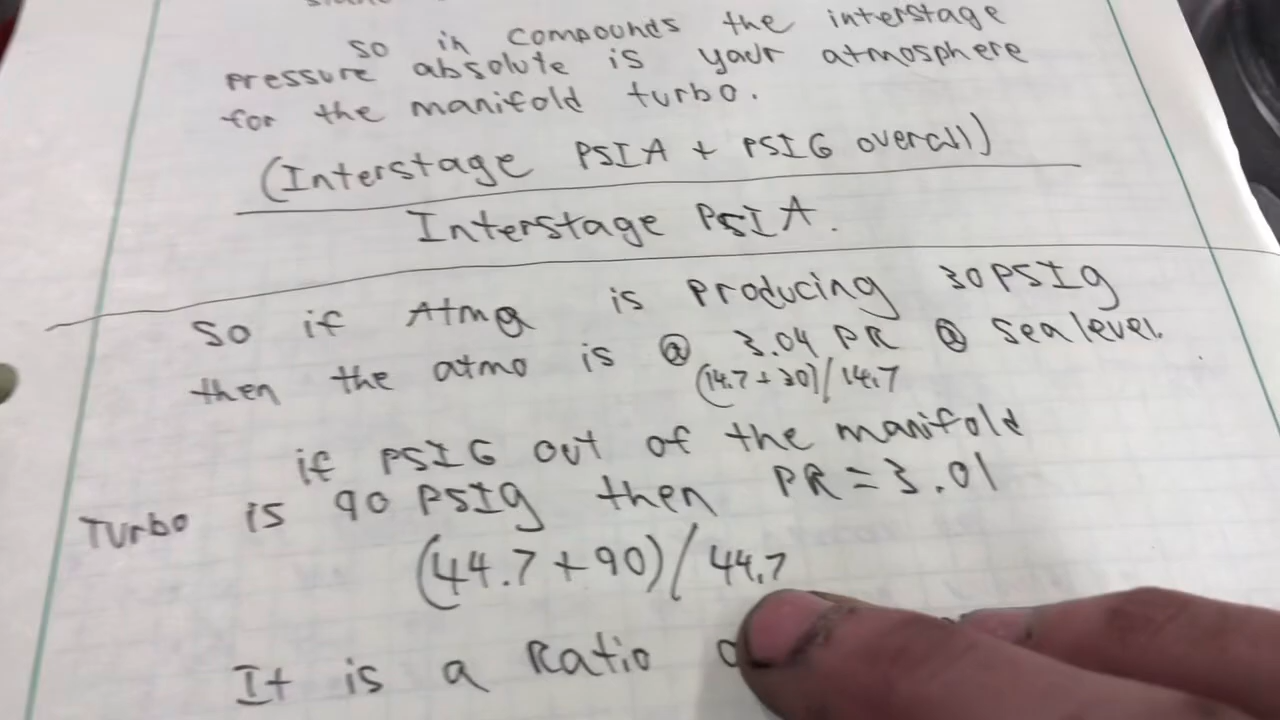 so in compounds the interstage
pressure absolute is your atmosphere
for the manifold turbo.
(Interstage PSIA + PSIG overall)
Interstage PSIA.
So if Atmo is producing 30PSIg
then the atmo is @ 3.04 PR @ sea level.
(14.7+30)/14.7
if PSIG out of the manifold
Turbo is 90 PSIg then PR=3.01
(44.7+90)/44.7
It is a Ratio